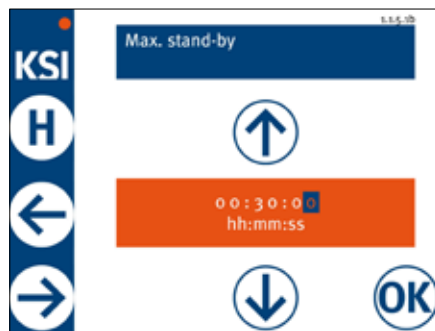 1.1.5.1b
KSI
Max. stand-by
H
00:30:00
hh:mm:ss
OK